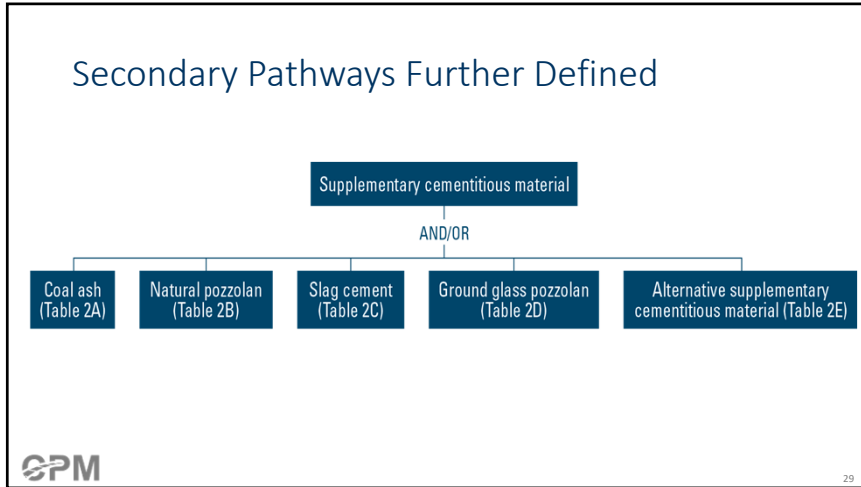 Secondary Pathways Further Defined
Supplementary cementitious material
AND/OR
Coal ash
(Table 2A)
Natural pozzolan
(Table 2B)
Slag cement
(Table 2C)
Ground glass pozzolan
(Table 2D)
Alternative supplementary
cementitious material (Table 2E)
CPM
29